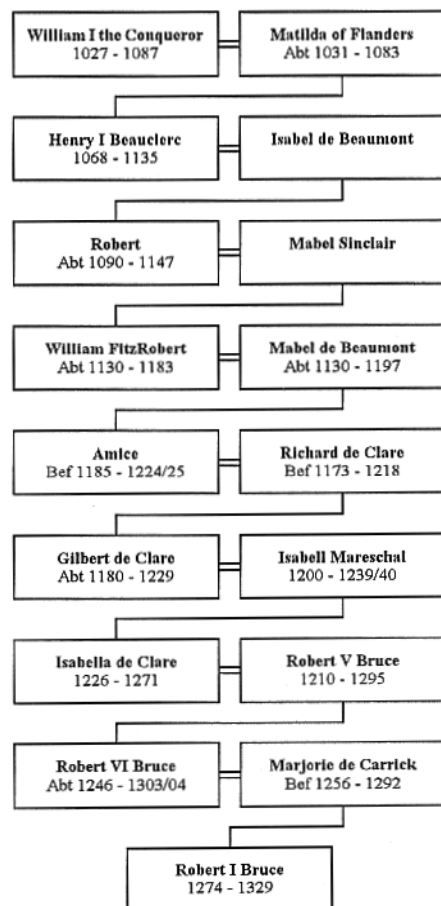 William I the Conqueror
1027 - 1087
Matilda of Flanders
Abt 1031 - 1083
Henry I Beauclerc
1068 - 1135
Isabel de Beaumont
Robert
Abt 1090 - 1147
Mabel Sinclair
William FitzRobert
Abt 1130 - 1183
Mabel de Beaumont
Abt 1130 - 1197
Amice
Bef 1185 - 1224/25
Richard de Clare
Bef 1173 - 1218
Gilbert de Clare
Abt 1180 - 1229
Isabell Mareschal
1200 - 1239/40
Isabella de Clare
1226 - 1271
Robert V Bruce
1210 - 1295
Robert VI Bruce
Abt 1246 - 1303/04
Marjorie de Carrick
Bef 1256 - 1292
Robert I Bruce
1274 - 1329